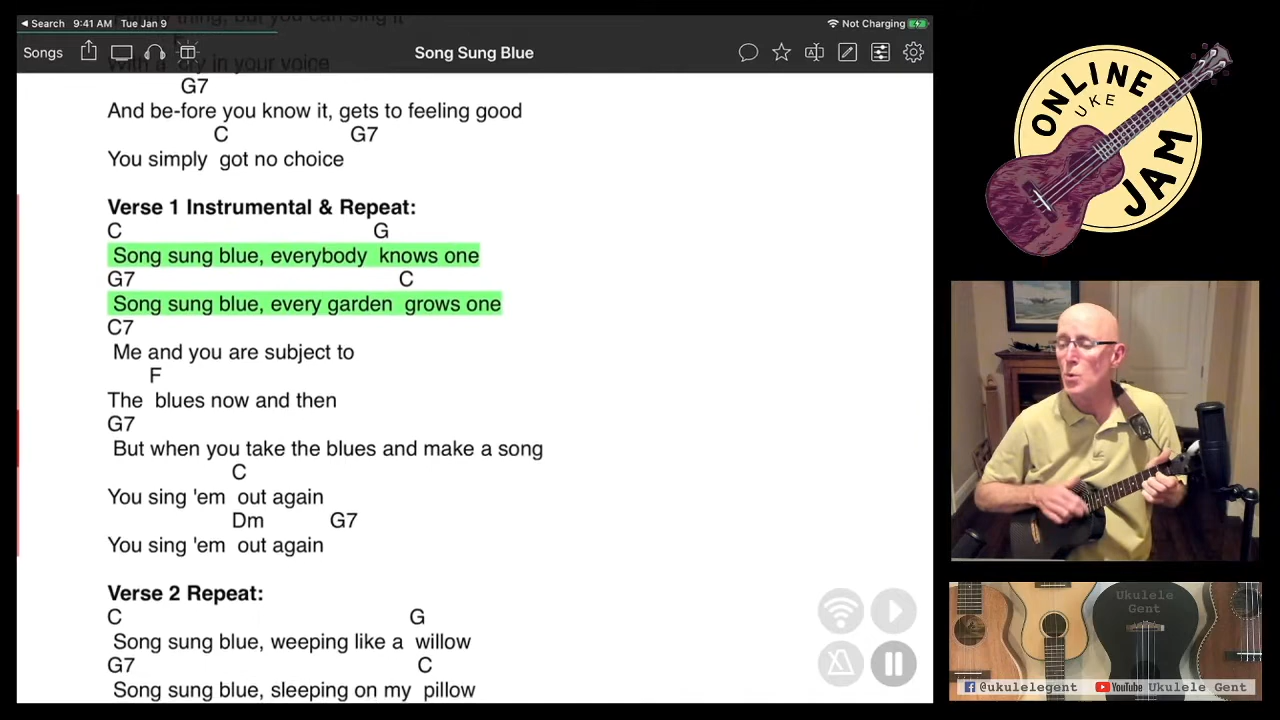 Search 9:41 AM Tue Jan 9 Not Charging
Songs Song Sung Blue
And be-fore you know it, gets to feeling good
G7
C G7
You simply got no choice
Verse 1 Instrumental & Repeat:
C G
Song sung blue, everybody knows one
G7 C
Song sung blue, every garden grows one
C7
Me and you are subject to
F
The blues now and then
G7
But when you take the blues and make a song
C
You sing 'em out again
Dm G7
You sing 'em out again
Verse 2 Repeat:
C G
Song sung blue, weeping like a willow
G7 C
Song sung blue, sleeping on my pillow
ONLINE
UKE
JAM
Ukulele
Gent
@ukulelegent YouTube Ukulele Gent